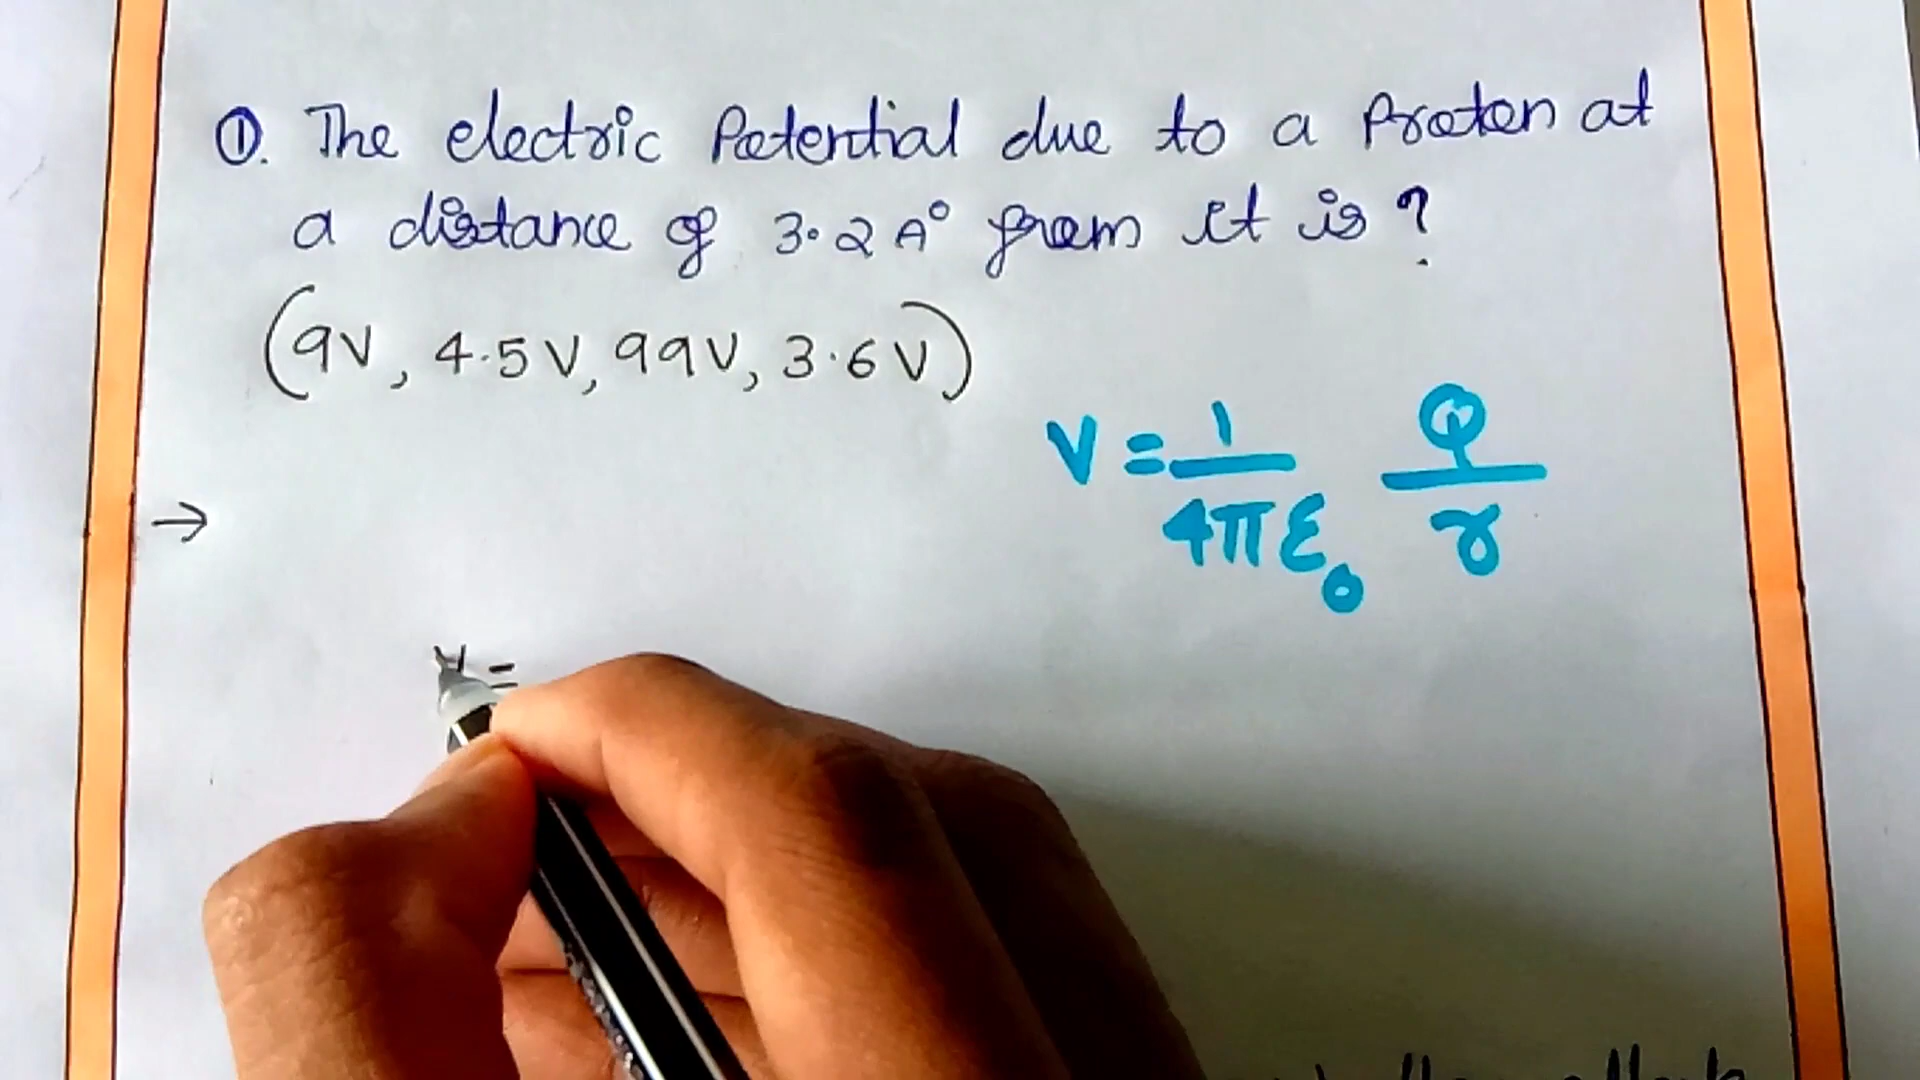 ①. The electric Potential due to a Proton at
a distance of 3.2A° from it is?
(9V, 4.5V, 99V, 3.6V)
V = 1/4πε₀ Q/r
→
V =